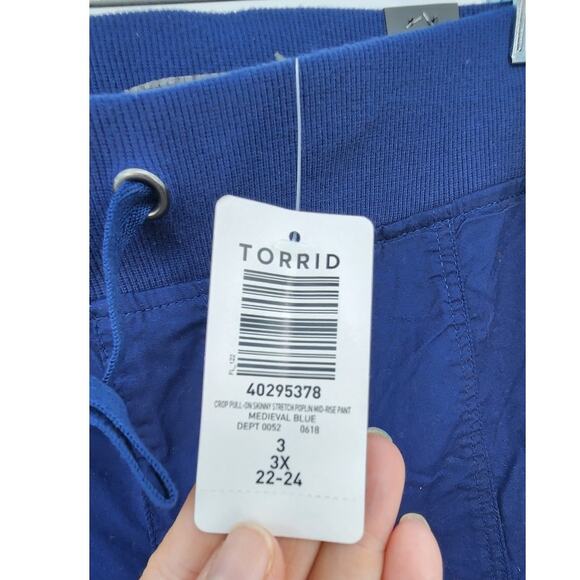 TORRID
FL_122
40295378
CROP PULL-ON SKINNY STRETCH POPLIN MID-RISE PANT
MEDIEVAL BLUE
DEPT 0052 0618
3
3X
22-24